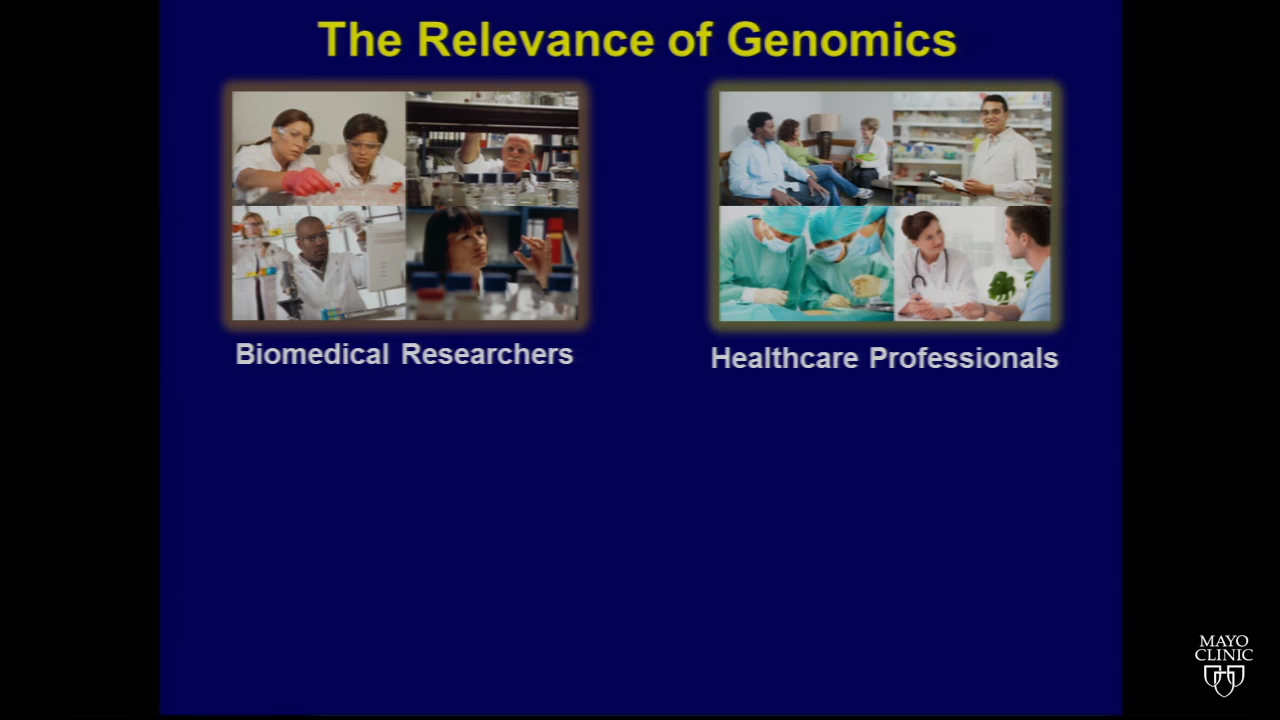 The Relevance of Genomics
Biomedical Researchers
Healthcare Professionals
MAYO
CLINIC